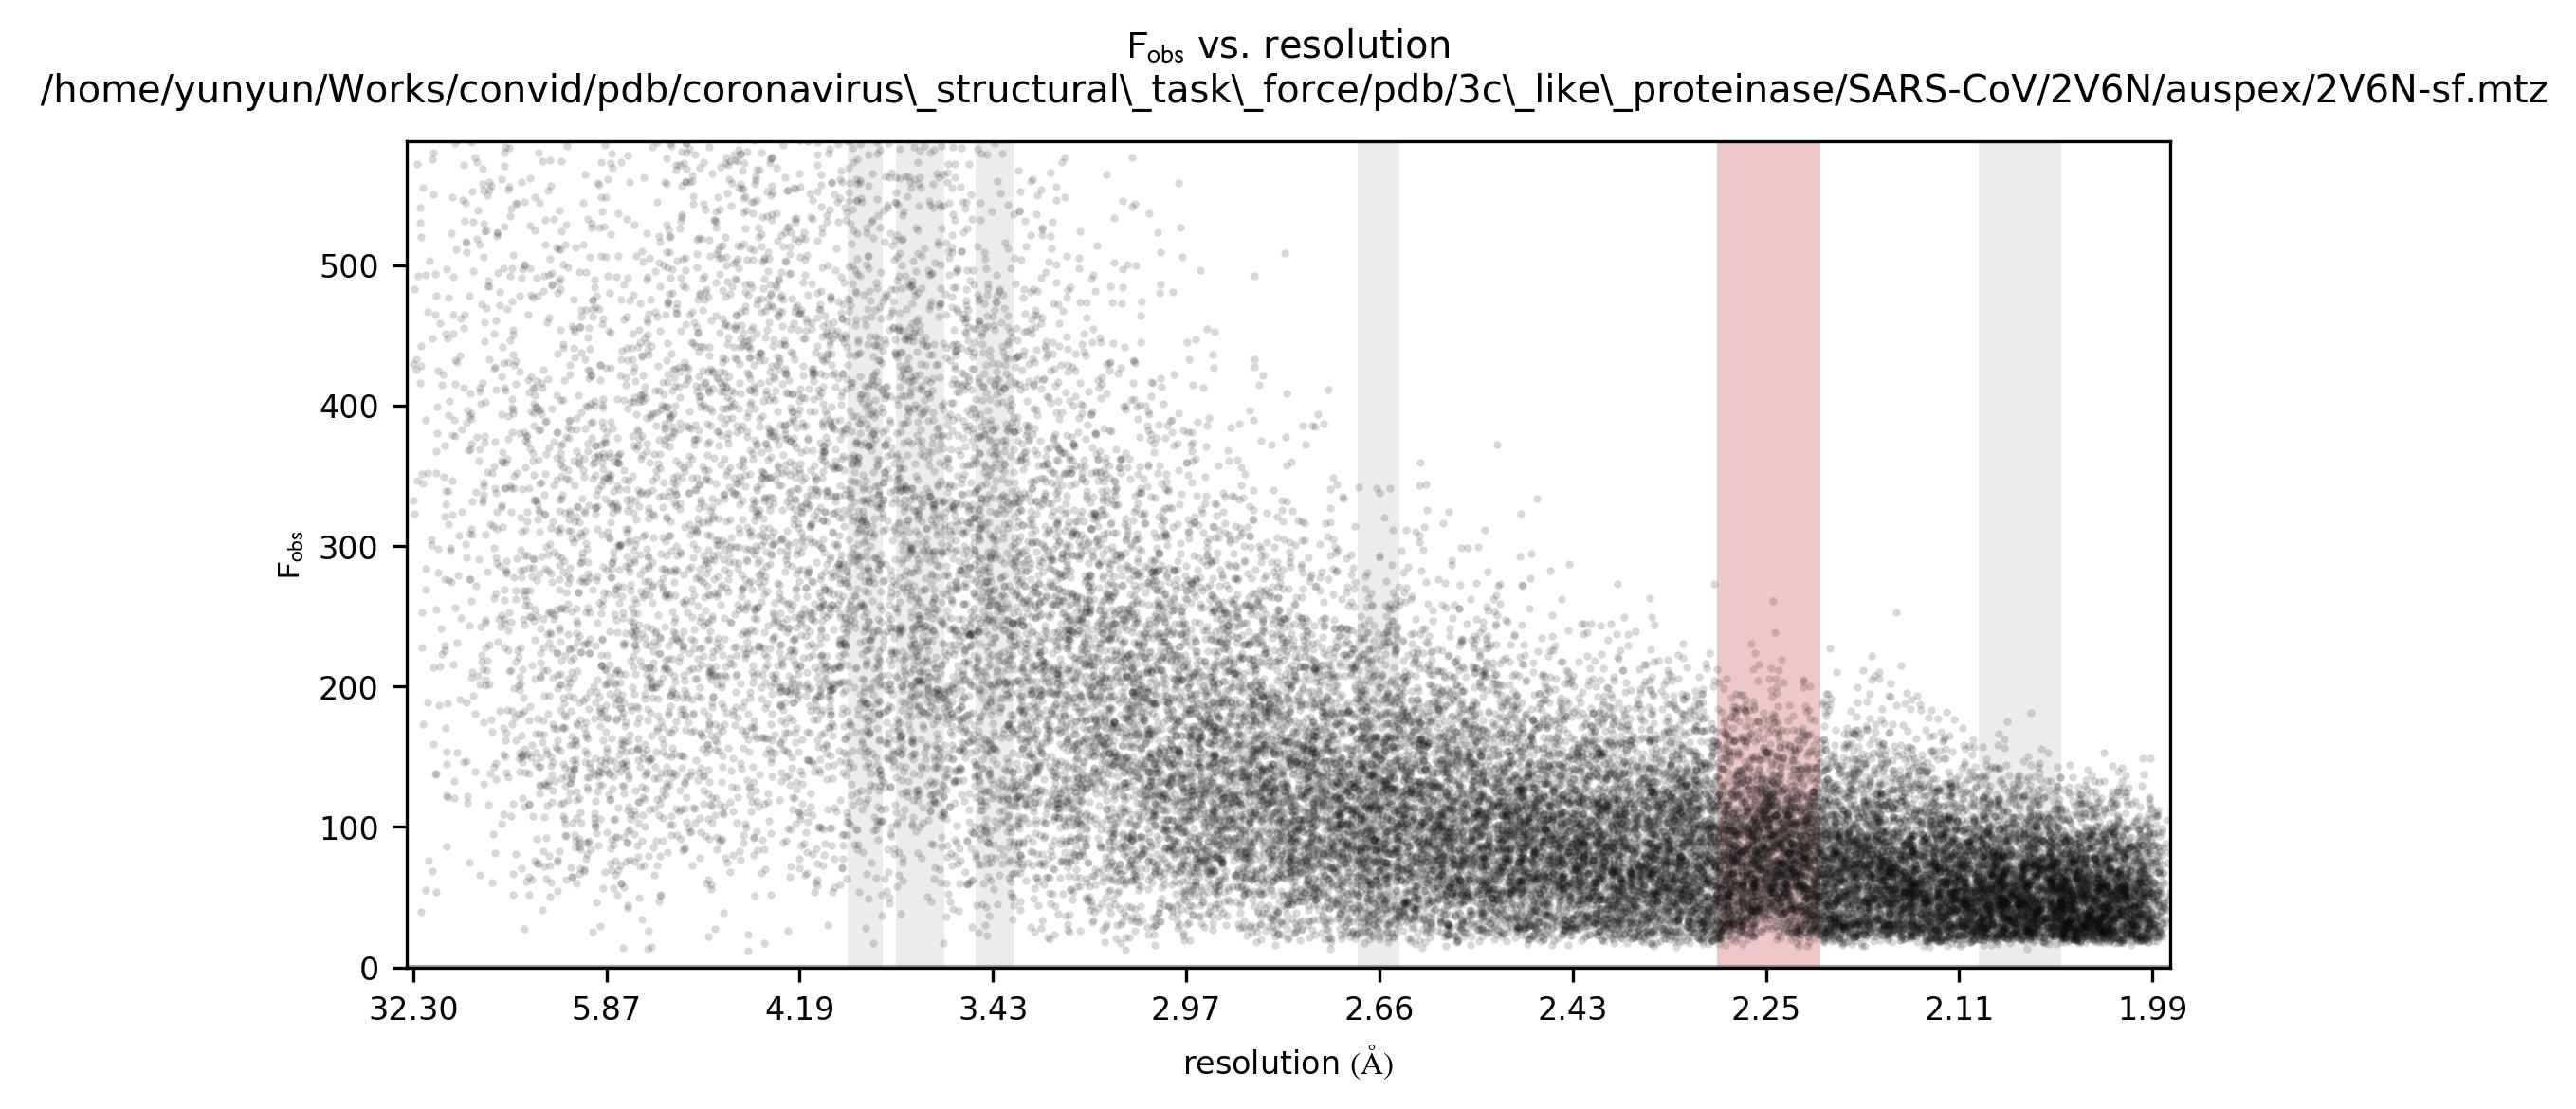 Fobs vs. resolution
/home/yunyun/Works/convid/pdb/coronavirus\_structural\_task\_force/pdb/3c\_like\_proteinase/SARS-CoV/2V6N/auspex/2V6N-sf.mtz
500
400
300
200
100
0
Fobs
32.30 5.87 4.19 3.43 2.97 2.66 2.43 2.25 2.11 1.99
resolution (Å)